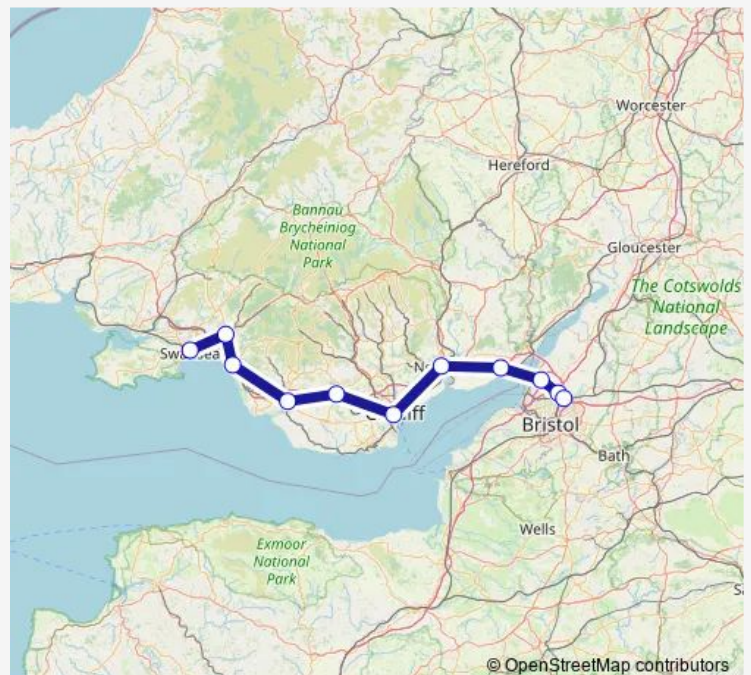 Worcester
Hereford
Bannau
Brycheiniog
National
Park
Gloucester
The Cotswolds
National
Landscape
Bristol
Bath
Wells
Exmoor
National
Park
© OpenStreetMap contributors